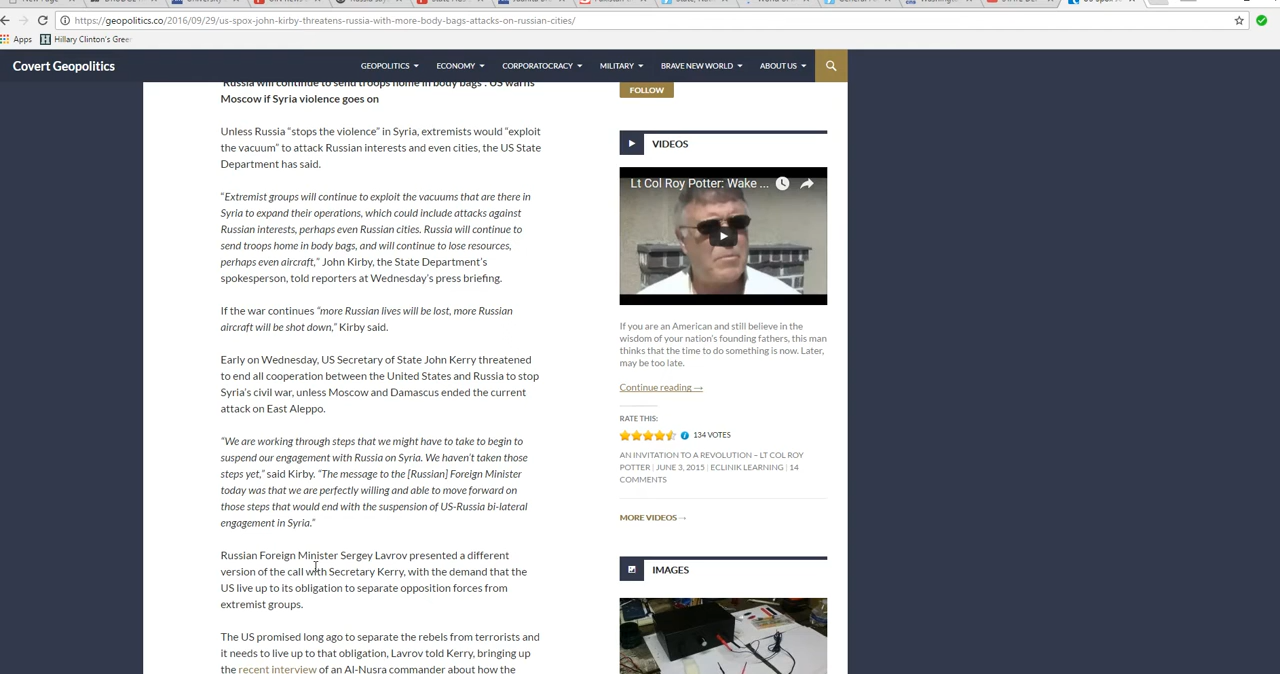 https://geopolitics.co/2016/09/29/us-spox-john-kirby-threatens-russia-with-more-body-bags-attacks-on-russian-cities/
Apps Hillary Clinton's Gree
Covert Geopolitics
GEOPOLITICS ECONOMY CORPORATOCRACY MILITARY BRAVE NEW WORLD ABOUT US
'Russia will continue to send troops home in body bags': US warns
Moscow if Syria violence goes on
Unless Russia "stops the violence" in Syria, extremists would "exploit
the vacuum" to attack Russian interests and even cities, the US State
Department has said.
"Extremist groups will continue to exploit the vacuums that are there in
Syria to expand their operations, which could include attacks against
Russian interests, perhaps even Russian cities. Russia will continue to
send troops home in body bags, and will continue to lose resources,
perhaps even aircraft," John Kirby, the State Department's
spokesperson, told reporters at Wednesday's press briefing.
If the war continues "more Russian lives will be lost, more Russian
aircraft will be shot down," Kirby said.
Early on Wednesday, US Secretary of State John Kerry threatened
to end all cooperation between the United States and Russia to stop
Syria's civil war, unless Moscow and Damascus ended the current
attack on East Aleppo.
"We are working through steps that we might have to take to begin to
suspend our engagement with Russia on Syria. We haven't taken those
steps yet," said Kirby. "The message to the [Russian] Foreign Minister
today was that we are perfectly willing and able to move forward on
those steps that would end with the suspension of US-Russia bi-lateral
engagement in Syria."
Russian Foreign Minister Sergey Lavrov presented a different
version of the call with Secretary Kerry, with the demand that the
US live up to its obligation to separate opposition forces from
extremist groups.
The US promised long ago to separate the rebels from terrorists and
it needs to live up to that obligation, Lavrov told Kerry, bringing up
the recent interview of an Al-Nusra commander about how the
FOLLOW
VIDEOS
Lt Col Roy Potter: Wake ...
If you are an American and still believe in the
wisdom of your nation's founding fathers, this man
thinks that the time to do something is now. Later,
may be too late.
Continue reading →
RATE THIS:
134 VOTES
AN INVITATION TO A REVOLUTION – LT COL ROY
POTTER | JUNE 3, 2015 | ECLINIK LEARNING | 14
COMMENTS
MORE VIDEOS →
IMAGES